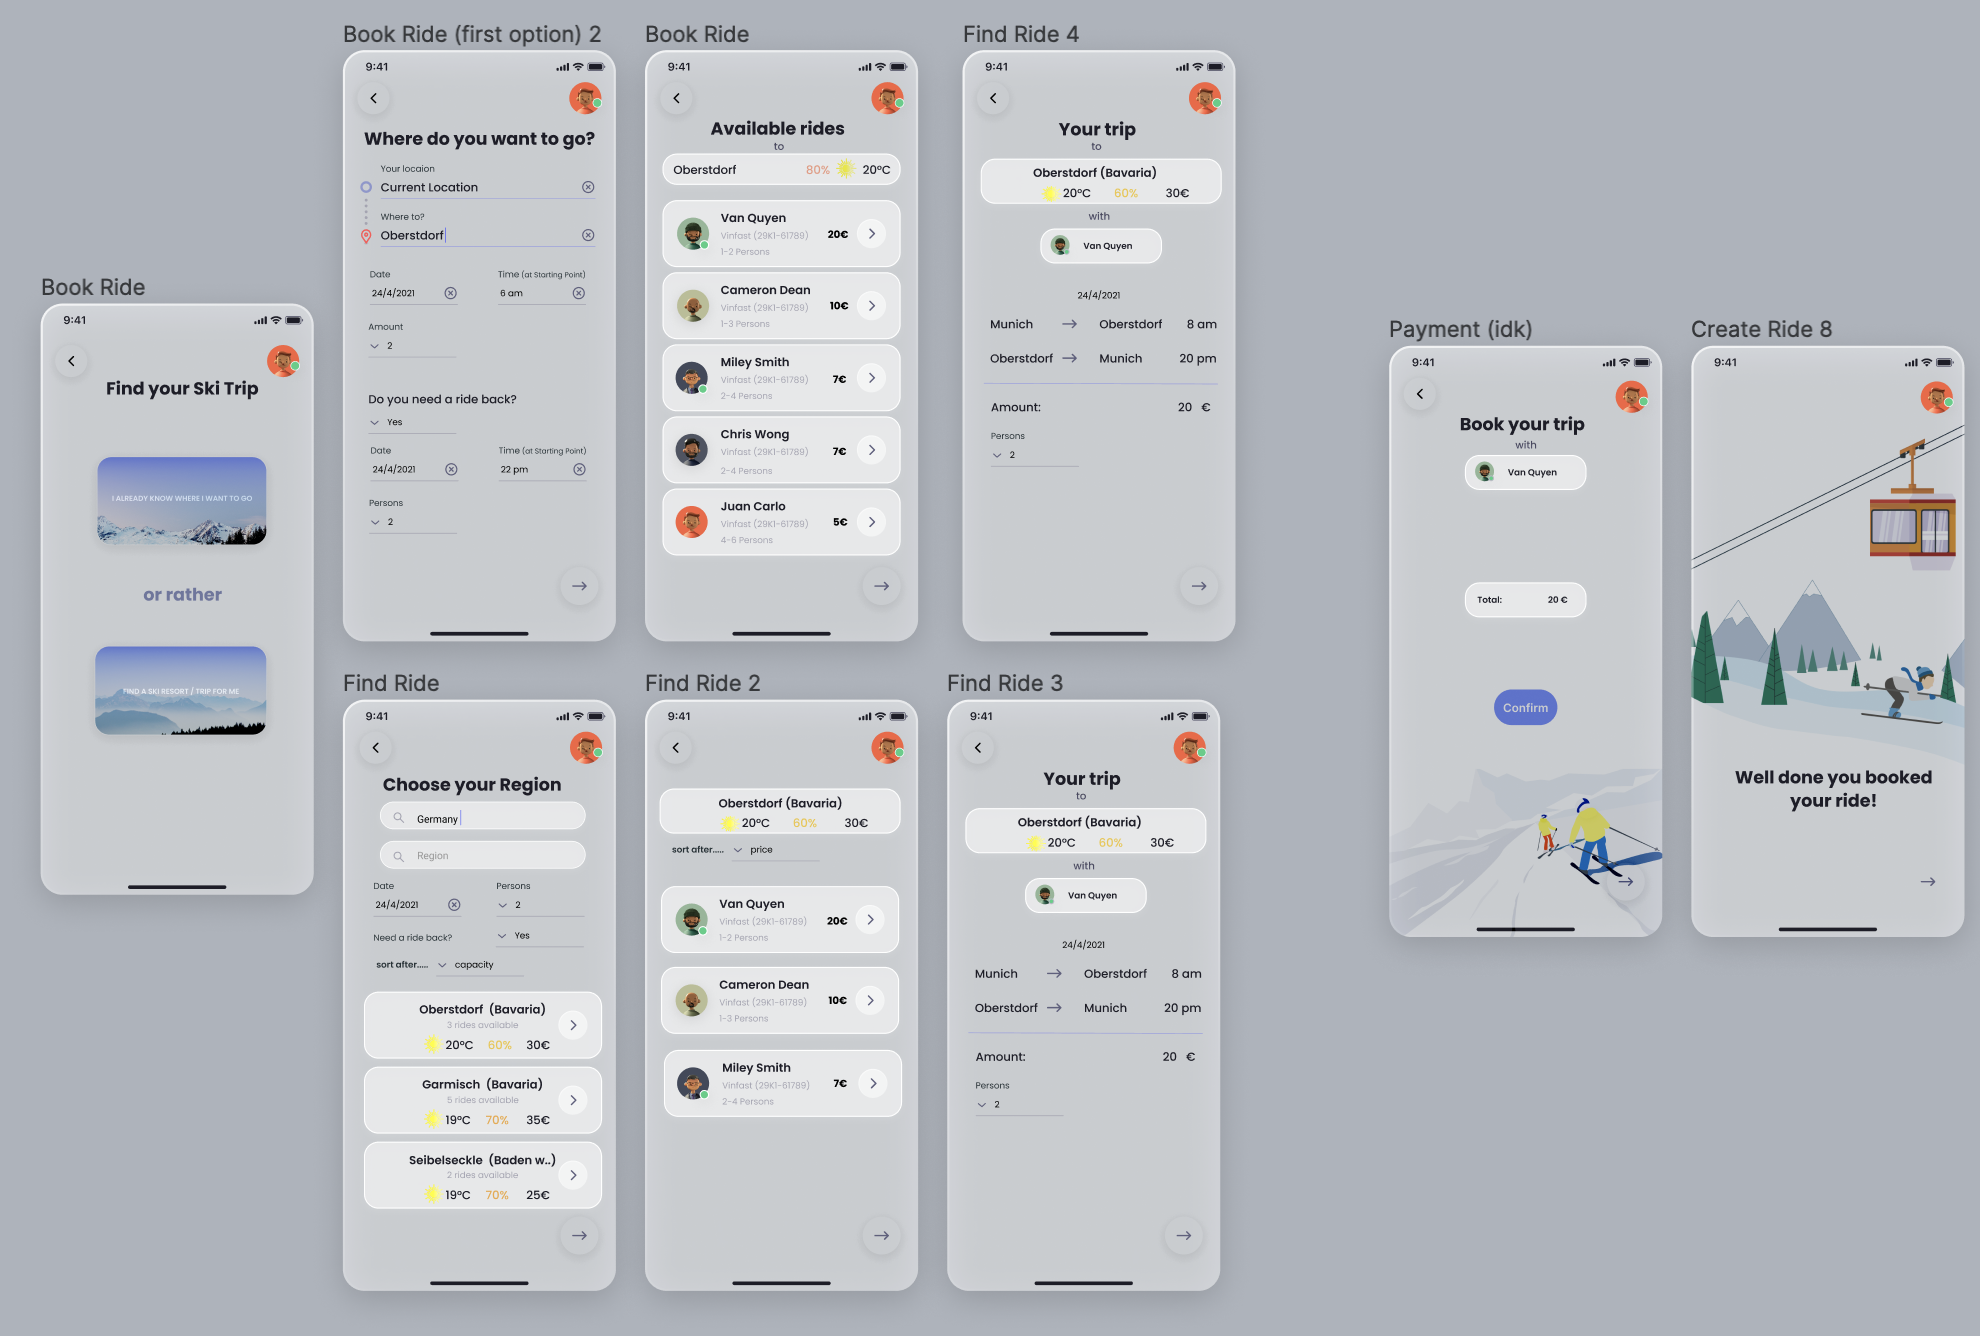 Book Ride
9:41
Find your Ski Trip
I ALREADY KNOW WHERE I WANT TO GO
or rather
FIND A SKI RESORT / TRIP FOR ME
Book Ride (first option) 2
9:41
Where do you want to go?
Your locaion
Current Location
Where to?
Oberstdorf
Date
Time (at Starting Point)
24/4/2021
6 am
Amount
2
Do you need a ride back?
Yes
Date
Time (at Starting Point)
24/4/2021
22 pm
Persons
2
Book Ride
9:41
Available rides
to
Oberstdorf 80% 20°C
Van Quyen
Vinfast (29K1-61789) 20€
1-2 Persons
Cameron Dean
Vinfast (29K1-61789) 10€
1-3 Persons
Miley Smith
Vinfast (29K1-61789) 7€
2-4 Persons
Chris Wong
Vinfast (29K1-61789) 7€
2-4 Persons
Juan Carlo
Vinfast (29K1-61789) 5€
4-6 Persons
Find Ride 4
9:41
Your trip
to
Oberstdorf (Bavaria)
20°C 60% 30€
with
Van Quyen
24/4/2021
Munich Oberstdorf 8 am
Oberstdorf Munich 20 pm
Amount: 20 €
Persons
2
Find Ride
9:41
Choose your Region
Germany
Region
Date Persons
24/4/2021 2
Need a ride back? Yes
sort after..... capacity
Oberstdorf (Bavaria)
3 rides available
20°C 60% 30€
Garmisch (Bavaria)
5 rides available
19°C 70% 35€
Seibelseckle (Baden w..)
2 rides available
19°C 70% 25€
Find Ride 2
9:41
Oberstdorf (Bavaria)
20°C 60% 30€
sort after..... price
Van Quyen
Vinfast (29K1-61789) 20€
1-2 Persons
Cameron Dean
Vinfast (29K1-61789) 10€
1-3 Persons
Miley Smith
Vinfast (29K1-61789) 7€
2-4 Persons
Find Ride 3
9:41
Your trip
to
Oberstdorf (Bavaria)
20°C 60% 30€
with
Van Quyen
24/4/2021
Munich Oberstdorf 8 am
Oberstdorf Munich 20 pm
Amount: 20 €
Persons
2
Payment (idk)
9:41
Book your trip
with
Van Quyen
Total: 20 €
Confirm
Create Ride 8
9:41
Well done you booked
your ride!